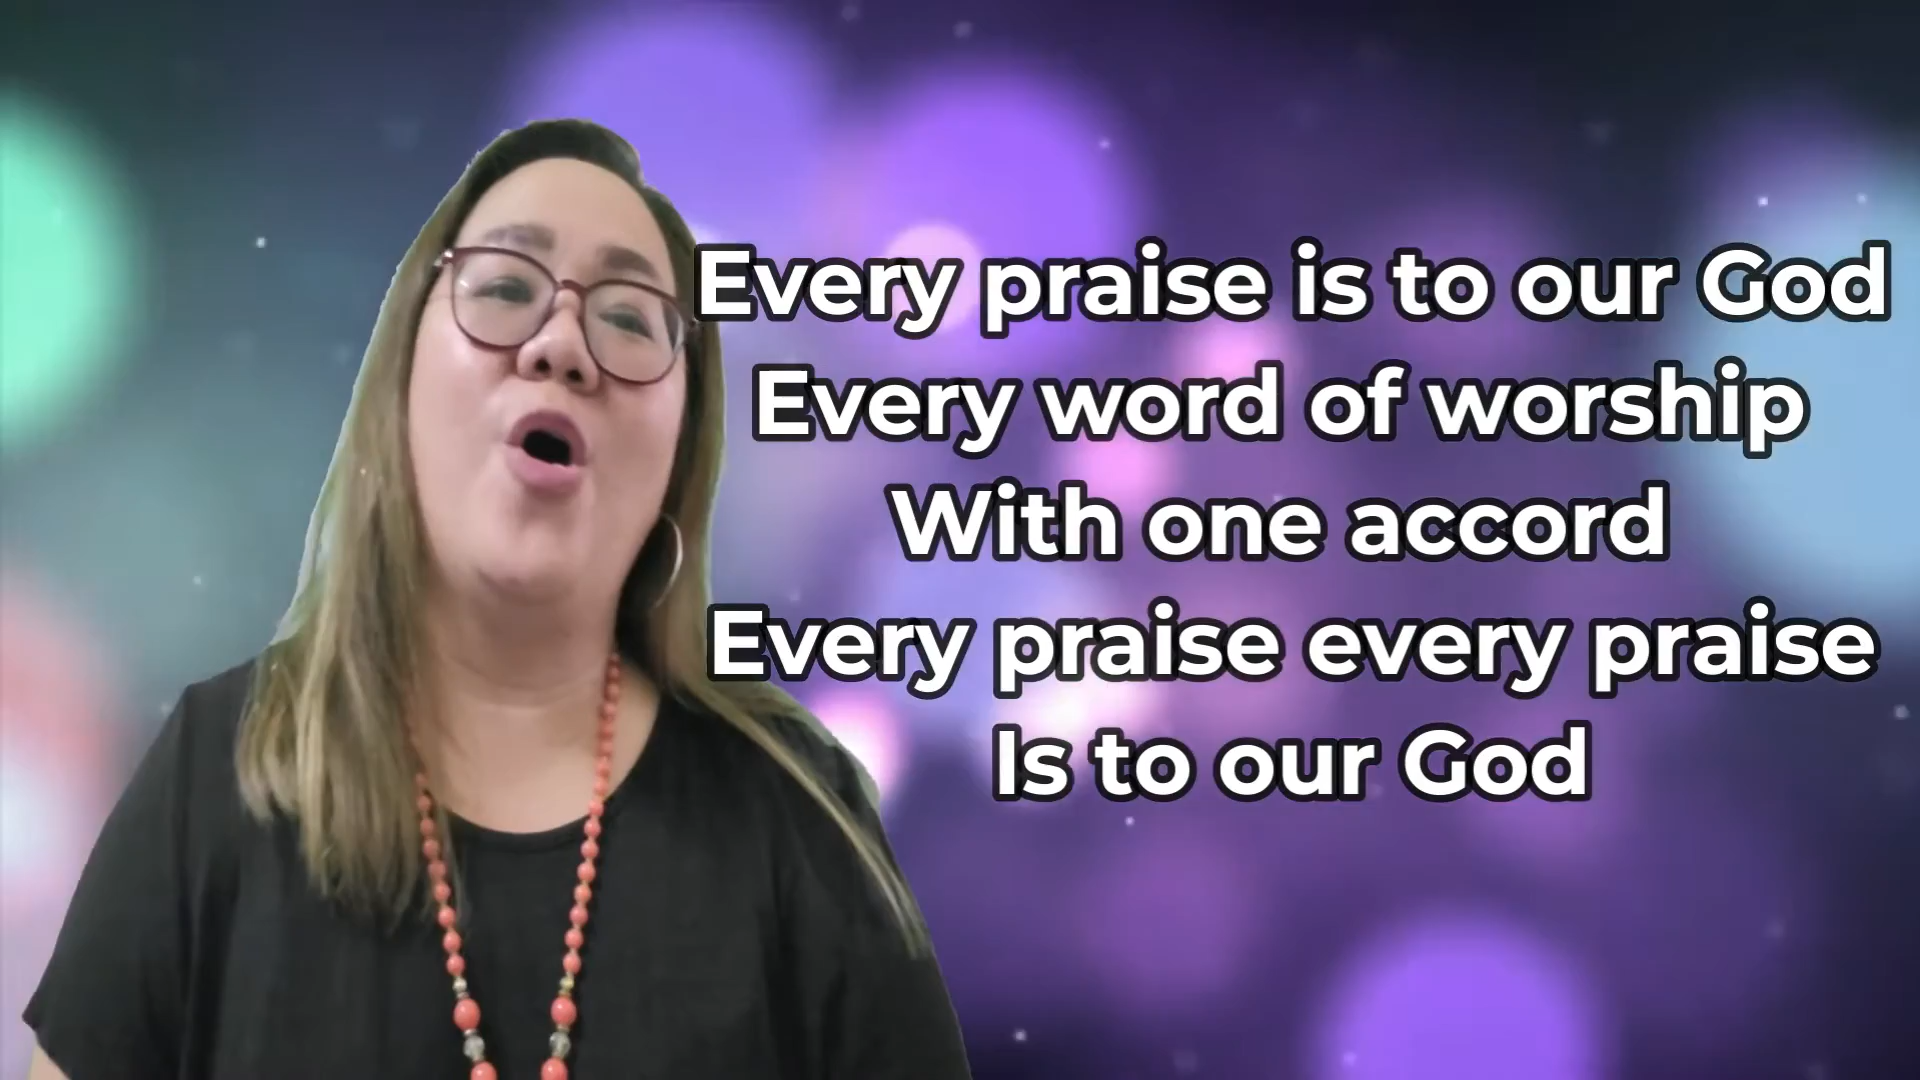 Every praise is to our God
Every word of worship
With one accord
Every praise every praise
Is to our God